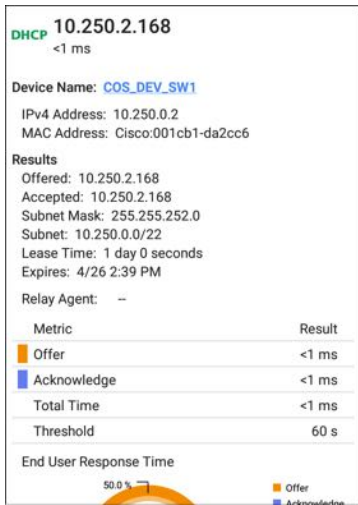 DHCP 10.250.2.168
<1 ms
Device Name: COS_DEV_SW1
IPv4 Address: 10.250.0.2
MAC Address: Cisco:001cb1-da2cc6
Results
Offered: 10.250.2.168
Accepted: 10.250.2.168
Subnet Mask: 255.255.252.0
Subnet: 10.250.0.0/22
Lease Time: 1 day 0 seconds
Expires: 4/26 2:39 PM
Relay Agent: --
Metric Result
Offer <1 ms
Acknowledge <1 ms
Total Time <1 ms
Threshold 60 s
End User Response Time
50.0 %
Offer
Acknowledge